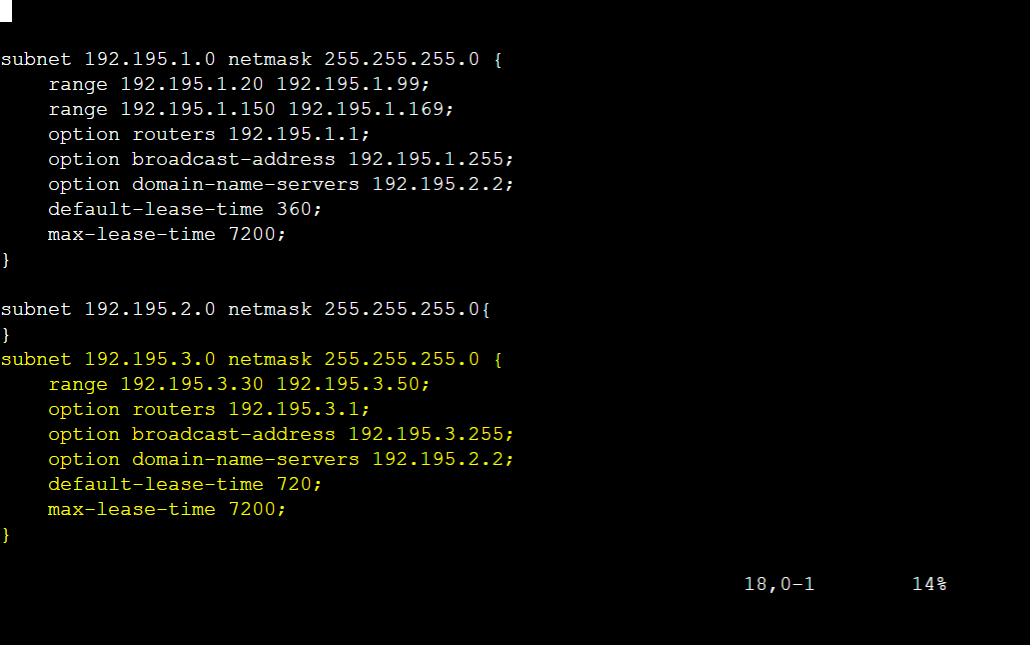 subnet 192.195.1.0 netmask 255.255.255.0 {
    range 192.195.1.20 192.195.1.99;
    range 192.195.1.150 192.195.1.169;
    option routers 192.195.1.1;
    option broadcast-address 192.195.1.255;
    option domain-name-servers 192.195.2.2;
    default-lease-time 360;
    max-lease-time 7200;
}
subnet 192.195.2.0 netmask 255.255.255.0{
}
subnet 192.195.3.0 netmask 255.255.255.0 {
    range 192.195.3.30 192.195.3.50;
    option routers 192.195.3.1;
    option broadcast-address 192.195.3.255;
    option domain-name-servers 192.195.2.2;
    default-lease-time 720;
    max-lease-time 7200;
}
18,0-1 14%